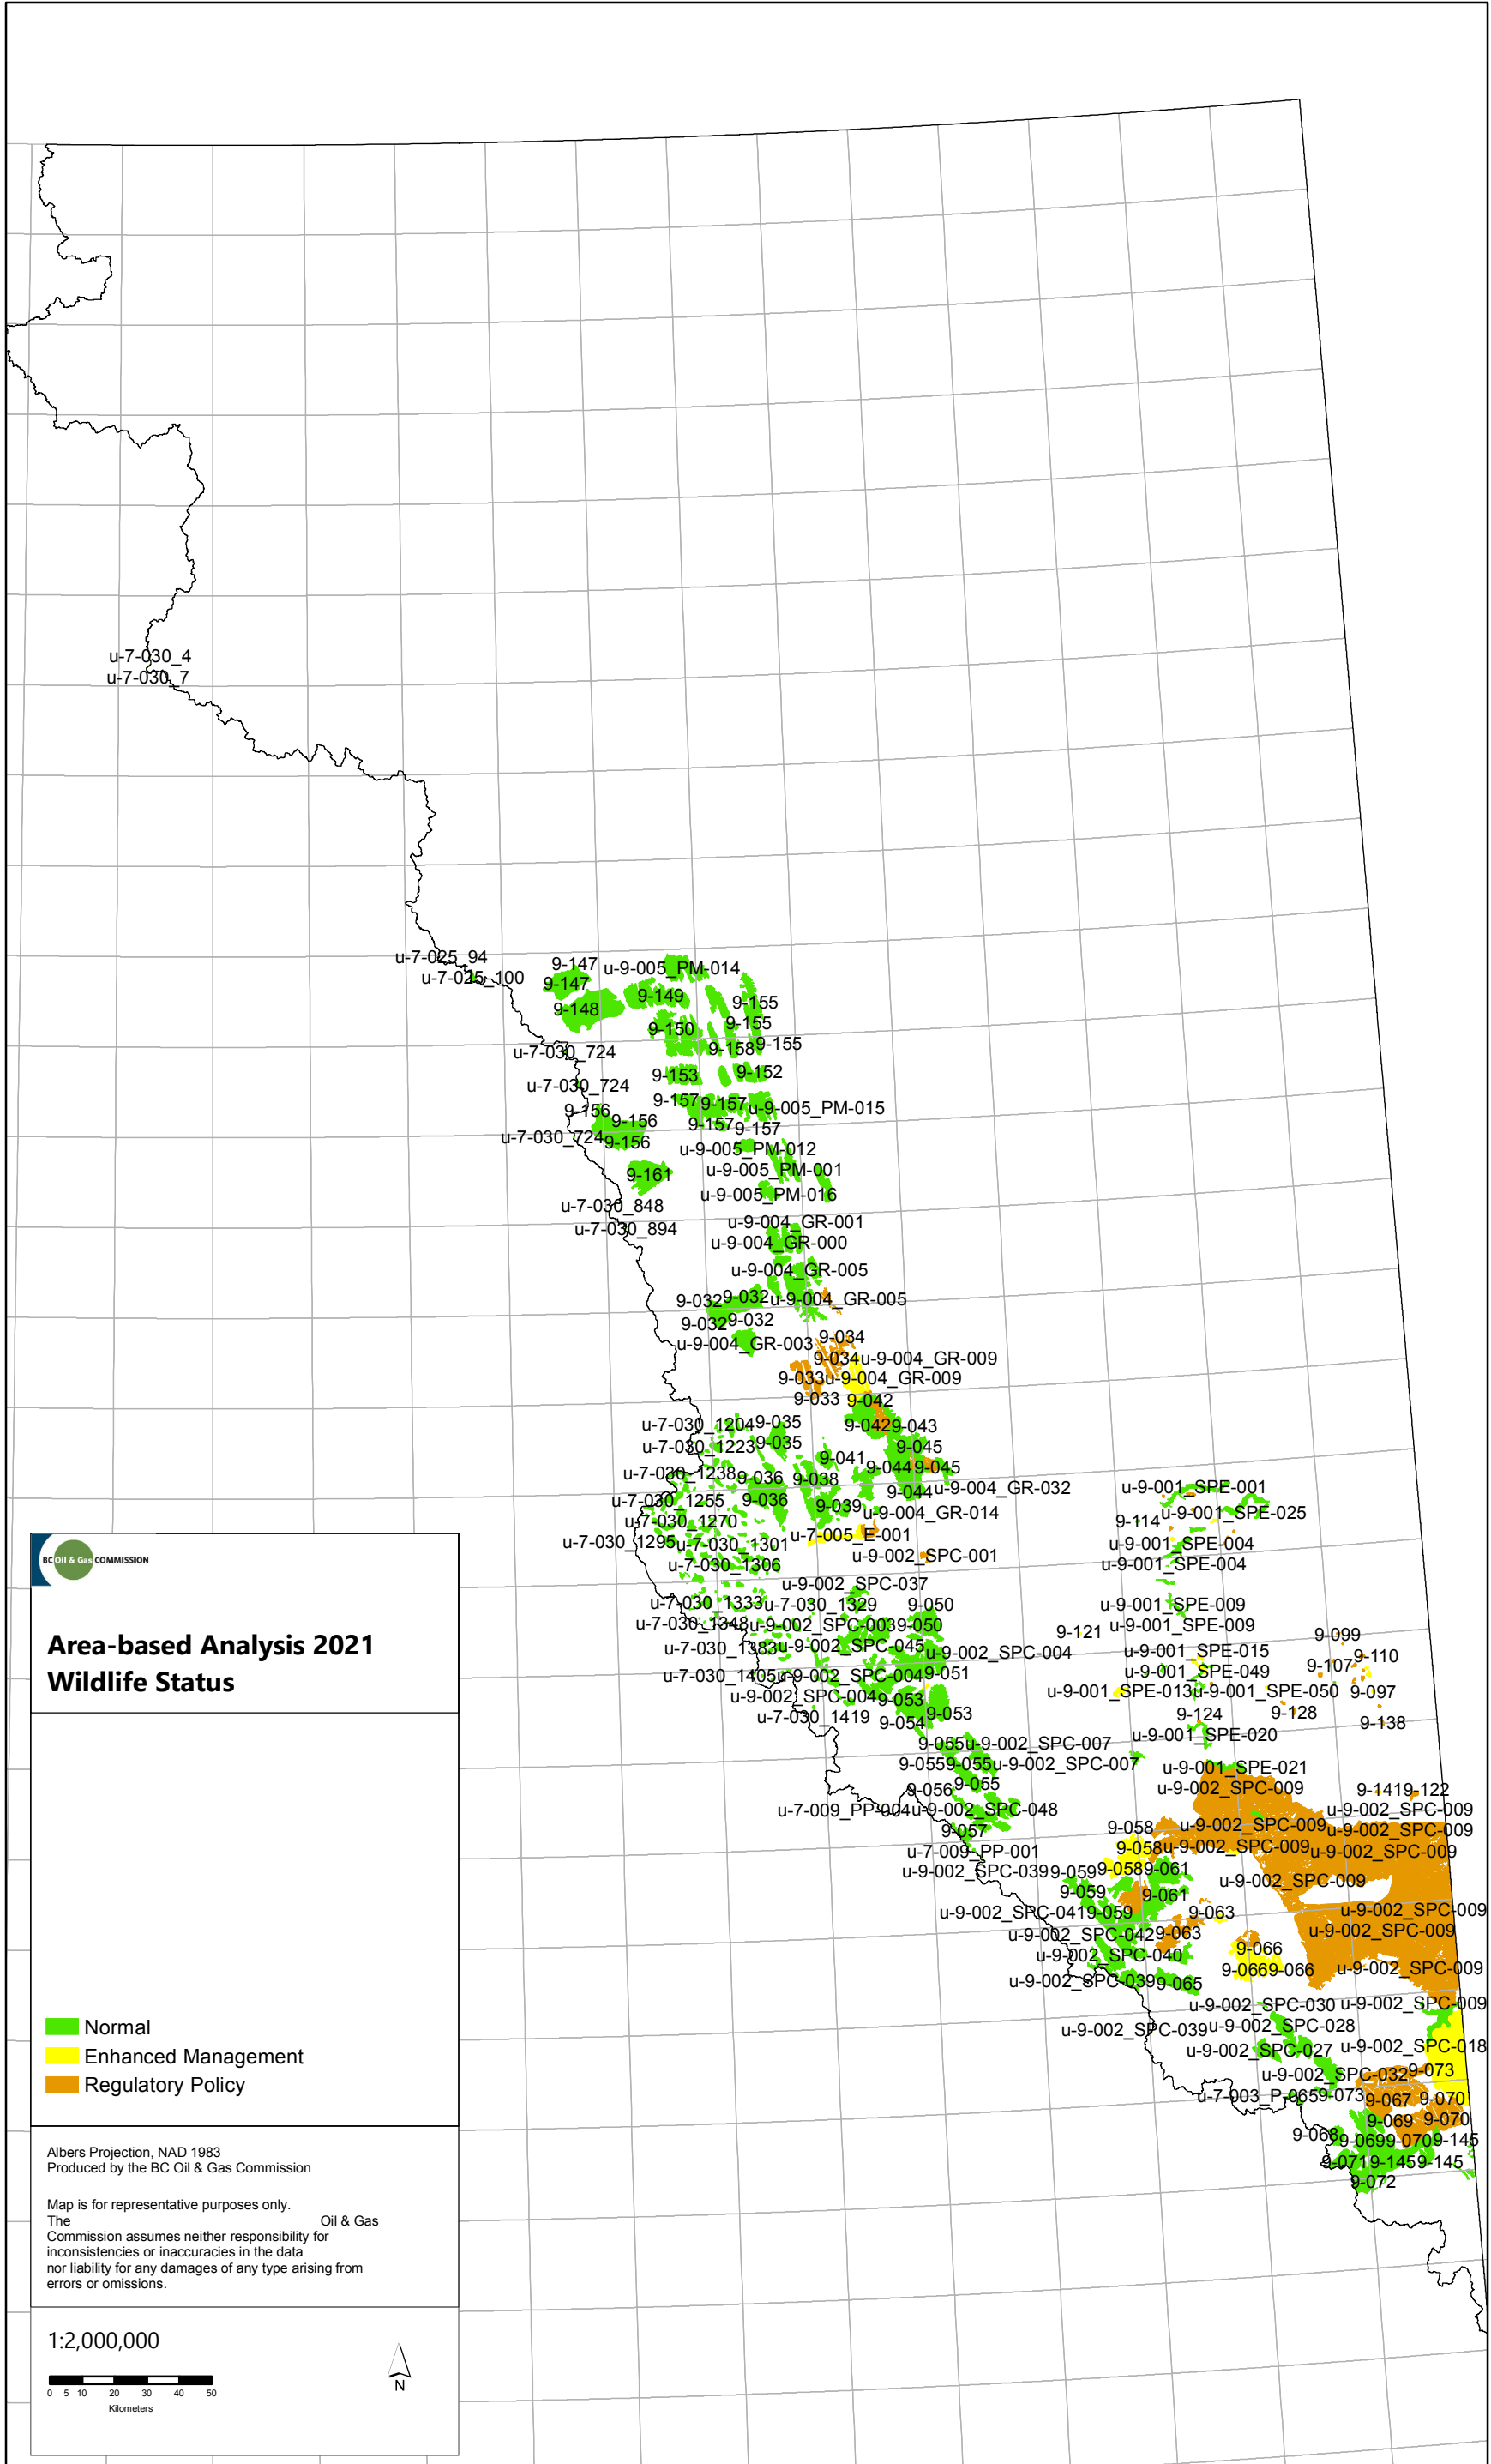 u-7-030_4
u-7-030_7
u-7-025_94
u-7-025_100
9-147
u-9-005_PM-014
9-147
9-149
9-148
9-155
9-150
9-155
9-158
9-155
u-7-030_724
9-153
9-152
u-7-030_724
9-157
9-157
u-9-005_PM-015
9-156
9-156
9-157
9-157
u-7-030_724
9-156
u-9-005_PM-012
9-161
u-9-005_PM-001
u-9-005_PM-016
u-7-030_848
u-9-004_GR-001
u-7-030_894
u-9-004_GR-000
u-9-004_GR-005
9-032
9-032
u-9-004_GR-005
9-032
9-032
u-9-004_GR-003
9-034
9-034
u-9-004_GR-009
9-033
u-9-004_GR-009
9-033
9-042
u-7-030_1204
9-035
9-042
9-043
u-7-030_1223
9-035
9-045
9-041
9-044
9-045
u-7-030_1238
9-036
9-038
9-044
u-9-004_GR-032
u-7-030_1255
9-036
9-039
u-9-004_GR-014
u-7-030_1270
u-7-005_E-001
u-7-030_1295
u-7-030_1301
u-9-002_SPC-001
u-7-030_1306
u-9-001_SPE-001
u-9-001_SPE-025
9-114
u-9-001_SPE-004
u-9-001_SPE-004
u-9-002_SPC-037
u-7-030_1333
u-7-030_1329
9-050
u-9-001_SPE-009
u-7-030_1348
u-9-002_SPC-003
9-050
u-9-001_SPE-009
9-121
9-099
u-7-030_1383
u-9-002_SPC-045
u-9-002_SPC-004
u-9-001_SPE-015
9-110
u-7-030_1405
u-9-002_SPC-004
9-051
u-9-001_SPE-049
9-107
u-9-002_SPC-004
9-053
u-9-001_SPE-013
u-9-001_SPE-050
9-097
u-7-030_1419
9-054
9-053
9-124
9-128
9-138
u-9-001_SPE-020
9-055
u-9-002_SPC-007
9-055
9-055
u-9-002_SPC-007
u-9-001_SPE-021
9-056
9-055
u-9-002_SPC-009
9-141
9-122
u-7-009_PP-004
u-9-002_SPC-048
u-9-002_SPC-009
9-057
9-058
u-9-002_SPC-009
u-9-002_SPC-009
u-7-009_PP-001
9-058
u-9-002_SPC-009
u-9-002_SPC-009
u-9-002_SPC-039
9-059
9-058
9-061
u-9-002_SPC-009
9-059
9-061
u-9-002_SPC-041
9-059
9-063
u-9-002_SPC-009
u-9-002_SPC-042
9-063
u-9-002_SPC-009
u-9-002_SPC-040
9-066
u-9-002_SPC-039
9-065
9-066
9-066
u-9-002_SPC-009
u-9-002_SPC-030
u-9-002_SPC-009
u-9-002_SPC-039
u-9-002_SPC-028
u-9-002_SPC-027
u-9-002_SPC-018
u-9-002_SPC-032
9-073
u-7-003_P-065
9-073
9-067
9-070
9-069
9-070
9-068
9-069
9-070
9-145
9-071
9-145
9-145
9-072
BC Oil & Gas COMMISSION
Area-based Analysis 2021
Wildlife Status
Normal
Enhanced Management
Regulatory Policy
Albers Projection, NAD 1983
Produced by the BC Oil & Gas Commission
Map is for representative purposes only.
The Oil & Gas
Commission assumes neither responsibility for
inconsistencies or inaccuracies in the data
nor liability for any damages of any type arising from
errors or omissions.
1:2,000,000
0 5 10 20 30 40 50
Kilometers
N